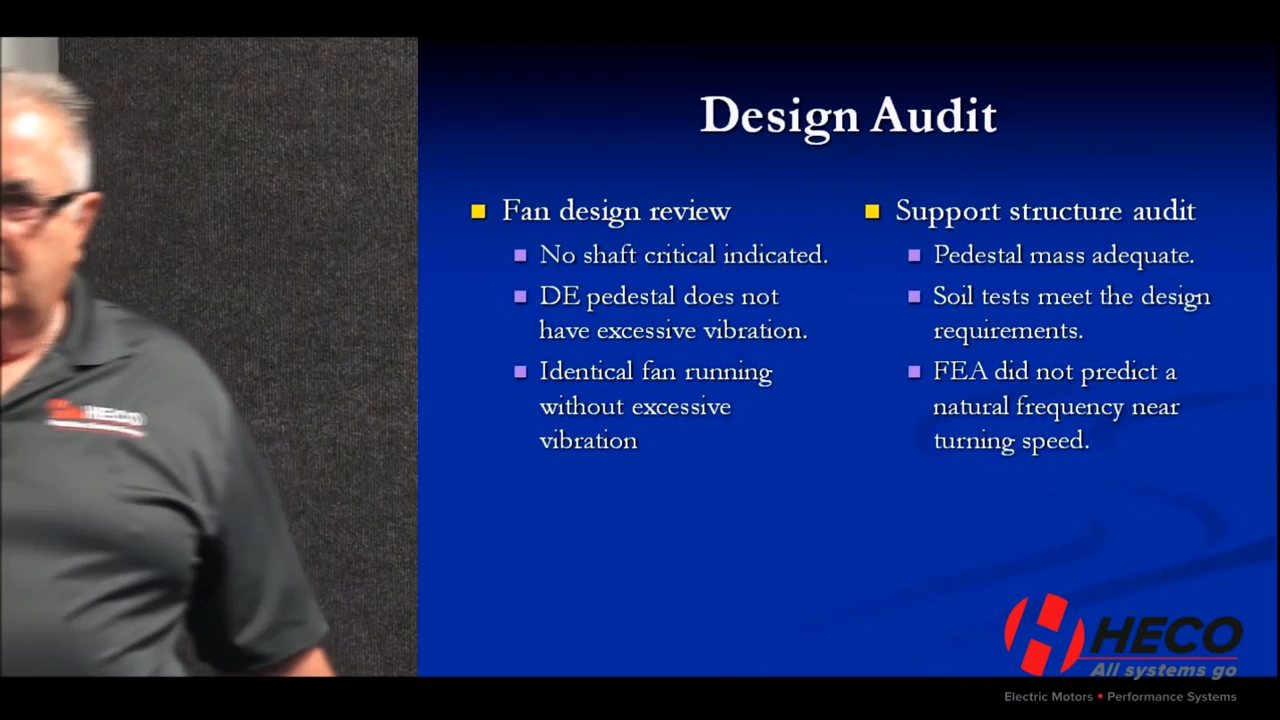 Design Audit
Fan design review
No shaft critical indicated.
DE pedestal does not
have excessive vibration.
Identical fan running
without excessive
vibration
Support structure audit
Pedestal mass adequate.
Soil tests meet the design
requirements.
FEA did not predict a
natural frequency near
turning speed.
HECO
HECO
All systems go
Electric Motors • Performance Systems